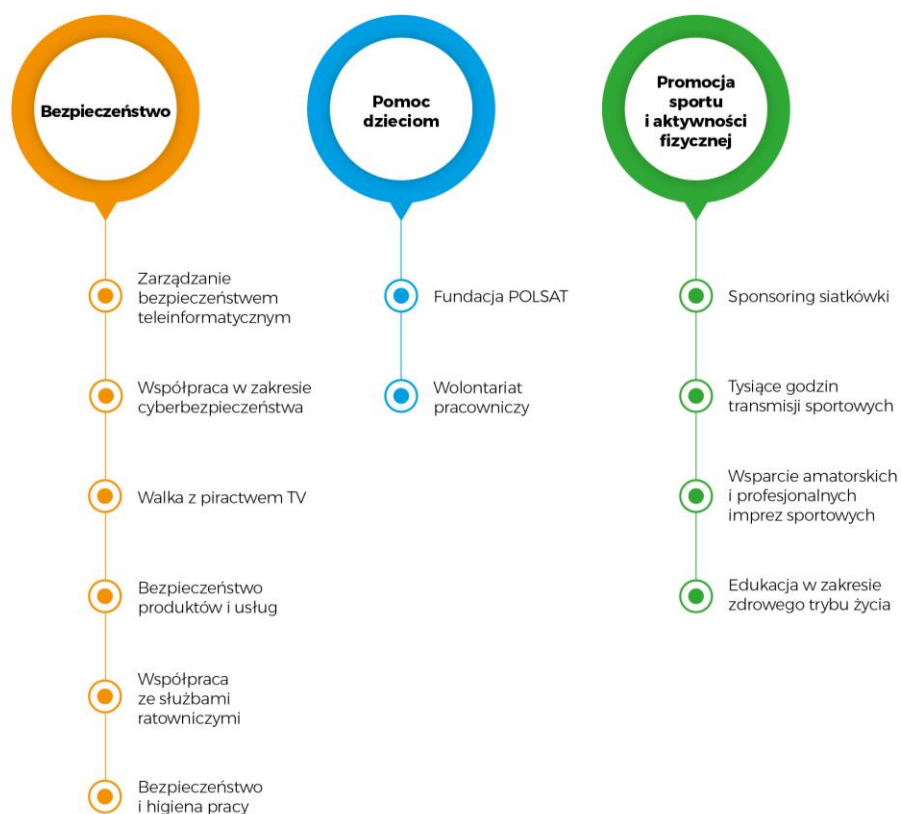 Bezpieczeństwo
Zarządzanie
bezpieczeństwem
teleinformatycznym
Współpraca w zakresie
cyberbezpieczeństwa
Walka z piractwem TV
Bezpieczeństwo
produktów i usług
Współpraca
ze służbami
ratowniczymi
Bezpieczeństwo
i higiena pracy
Pomoc
dzieciom
Fundacja POLSAT
Wolontariat
pracowniczy
Promocja
sportu
i aktywności
fizycznej
Sponsoring siatkówki
Tysiące godzin
transmisji sportowych
Wsparcie amatorskich
i profesjonalnych
imprez sportowych
Edukacja w zakresie
zdrowego trybu życia